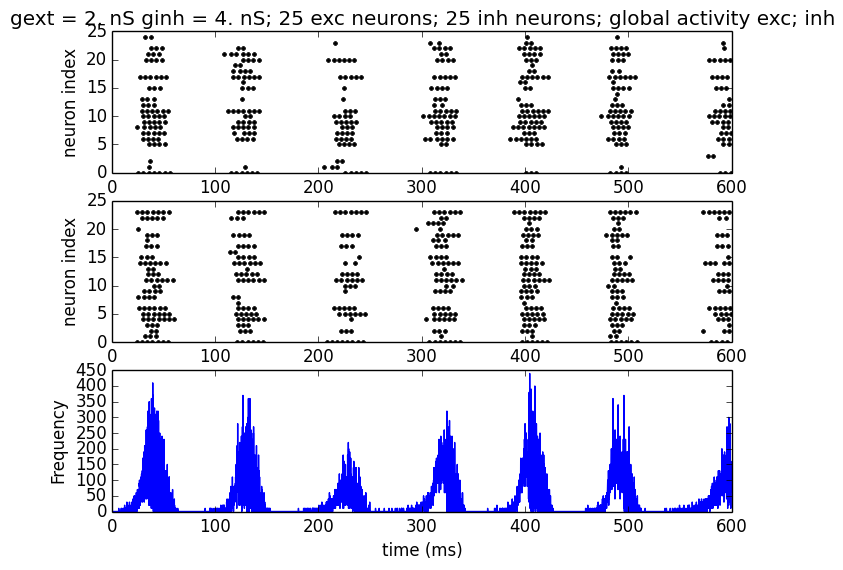 gext = 2. nS ginh = 4. nS; 25 exc neurons; 25 inh neurons; global activity exc; inh
25
20
15
10
5
0
neuron index
0 100 200 300 400 500 600
25
20
15
10
5
0
neuron index
0 100 200 300 400 500 600
450
400
350
300
250
200
150
100
50
0
Frequency
0 100 200 300 400 500 600
time (ms)